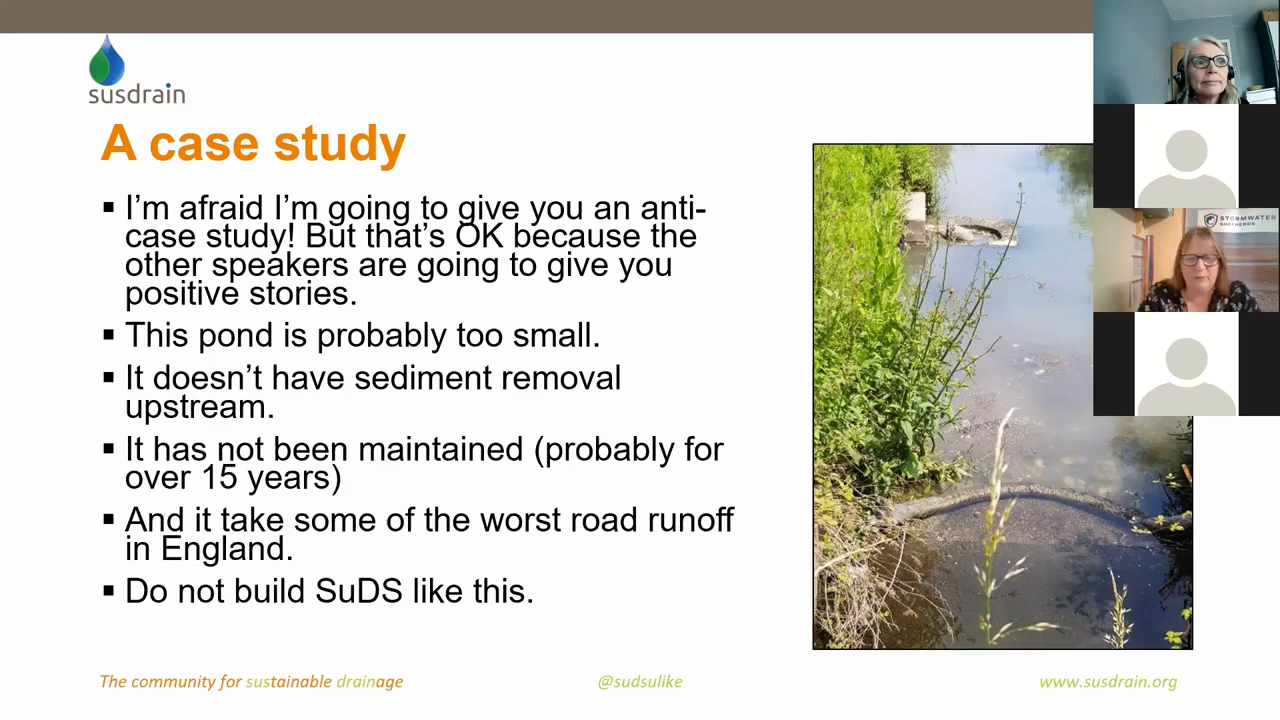 susdrain
A case study
▪ I’m afraid I’m going to give you an anti-
case study! But that’s OK because the
other speakers are going to give you
positive stories.
▪ This pond is probably too small.
▪ It doesn’t have sediment removal
upstream.
▪ It has not been maintained (probably for
over 15 years)
▪ And it take some of the worst road runoff
in England.
▪ Do not build SuDS like this.
STORMWATER
SHEPHERDS
The community for sustainable drainage
@sudsulike
www.susdrain.org